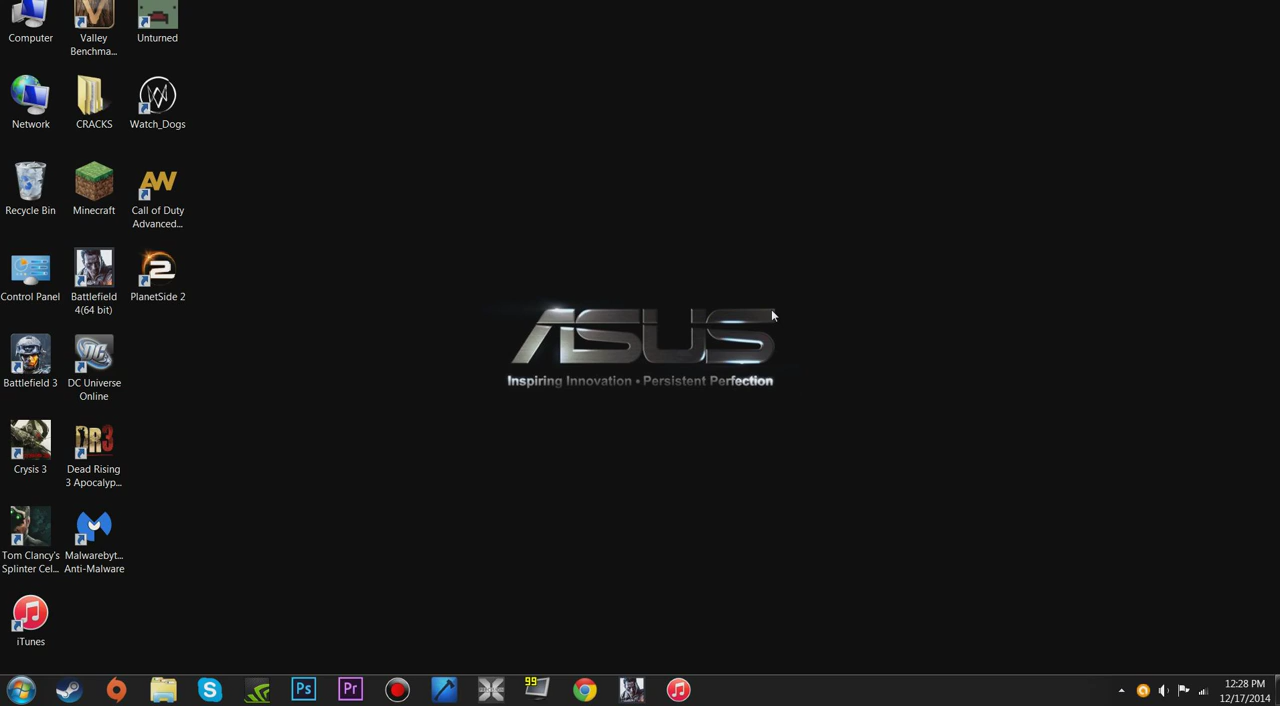 Computer
Valley
Benchma...
Unturned
Network
CRACKS
Watch_Dogs
Recycle Bin
Minecraft
AW
Call of Duty
Advanced...
Control Panel
Battlefield
4(64 bit)
2
PlanetSide 2
Battlefield 3
DC
DC Universe
Online
Crysis 3
DR3
Dead Rising
3 Apocalyp...
Tom Clancy's
Splinter Cel...
Malwarebyt...
Anti-Malware
iTunes
ASUS
Inspiring Innovation • Persistent Perfection
Ps
Pr
99
12:28 PM
12/17/2014